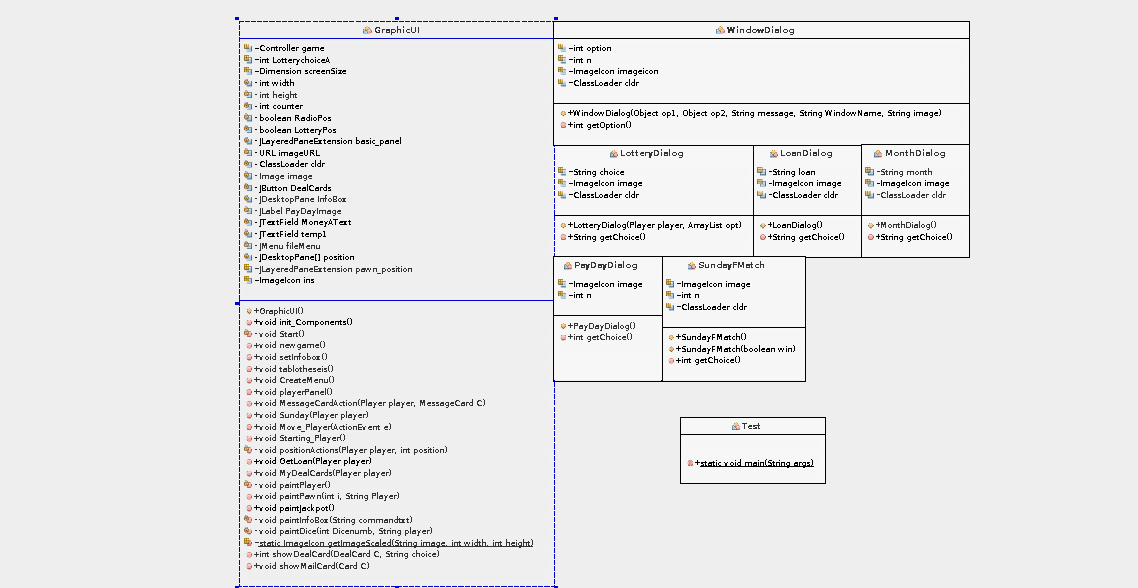 GraphicUI
-Controller game
-int LotterychoiceA
-Dimension screenSize
-int width
-int height
-int counter
-boolean RadioPos
-boolean LotteryPos
-JLayeredPaneExtension basic_panel
-URL imageURL
-ClassLoader cldr
-Image image
-JButton DealCards
-JDesktopPane InfoBox
-JLabel PayDayImage
-JTextField MoneyAText
-JTextField temp1
-JMenu fileMenu
-JDesktopPane[] position
-JLayeredPaneExtension pawn_position
-ImageIcon ins
+GraphicUI()
+void init_Components()
-void Start()
+void newgame()
+void setInfobox()
+void tablotheseis()
+void CreateMenu()
+void playerPanel()
+void MessageCardAction(Player player, MessageCard C)
+void Sunday(Player player)
+void Move_Player(ActionEvent e)
+void Starting_Player()
-void positionActions(Player player, int position)
+void GetLoan(Player player)
+void MyDealCards(Player player)
-void paintPlayer()
+void paintPawn(int i, String Player)
+void paintJackpot()
-void paintInfoBox(String commandtxt)
-void paintDice(int Dicenumb, String player)
-static ImageIcon getImageScaled(String image, int width, int height)
+int showDealCard(DealCard C, String choice)
+void showMailCard(Card C)
WindowDialog
-int option
-int n
-ImageIcon imageicon
-ClassLoader cldr
+WindowDialog(Object op1, Object op2, String message, String WindowName, String image)
+int getOption()
LotteryDialog
-String choice
-ImageIcon image
-ClassLoader cldr
+LotteryDialog(Player player, ArrayList opt)
+String getChoice()
LoanDialog
-String loan
-ImageIcon image
-ClassLoader cldr
+LoanDialog()
+String getChoice()
MonthDialog
-String month
-ImageIcon image
-ClassLoader cldr
+MonthDialog()
+String getChoice()
PayDayDialog
-ImageIcon image
-int n
+PayDayDialog()
+int getChoice()
SundayFMatch
-ImageIcon image
-int n
-ClassLoader cldr
+SundayFMatch()
+SundayFMatch(boolean win)
+int getChoice()
Test
+static void main(String args)